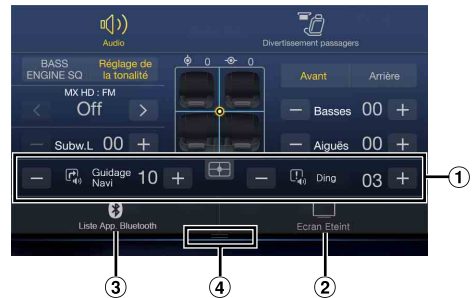 Audio
Divertissement passagers
BASS ENGINE SQ
Réglage de la tonalité
0 0
Avant
Arrière
MX HD : FM
Off
Basses 00
Subw.L 00
Aiguës 00
Guidage Navi 10
Ding 03
①
Liste App. Bluetooth
Ecran Eteint
③
④
②